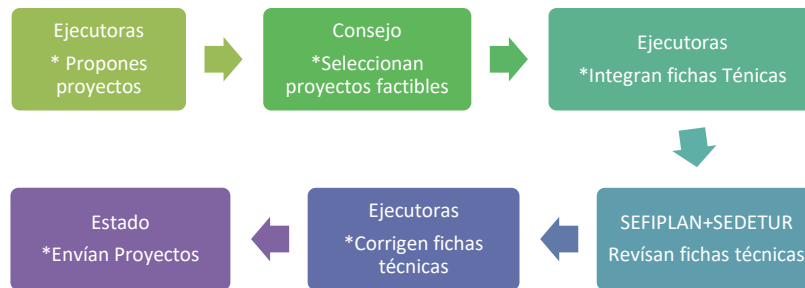 Ejecutoras
* Propones
proyectos
Consejo
*Seleccionan
proyectos factibles
Ejecutoras
*Integran fichas Ténicas
SEFIPLAN+SEDETUR
Revísan fichas técnicas
Ejecutoras
*Corrigen fichas
técnicas
Estado
*Envían Proyectos